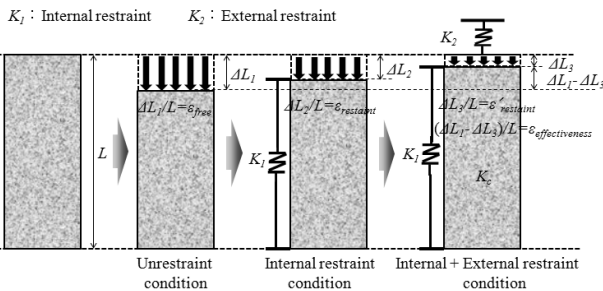 K1 : Internal restraint K2 : External restraint
K2
ΔL3
ΔL1 ΔL2 ΔL1-ΔL3
ΔL1/L=εfree ΔL2/L=εrestaint ΔL3/L=ε'restaint
(ΔL1-ΔL3)/L=εeffectiveness
L K1 K1
Kc
Unrestraint
condition
Internal restraint
condition
Internal + External restraint
condition